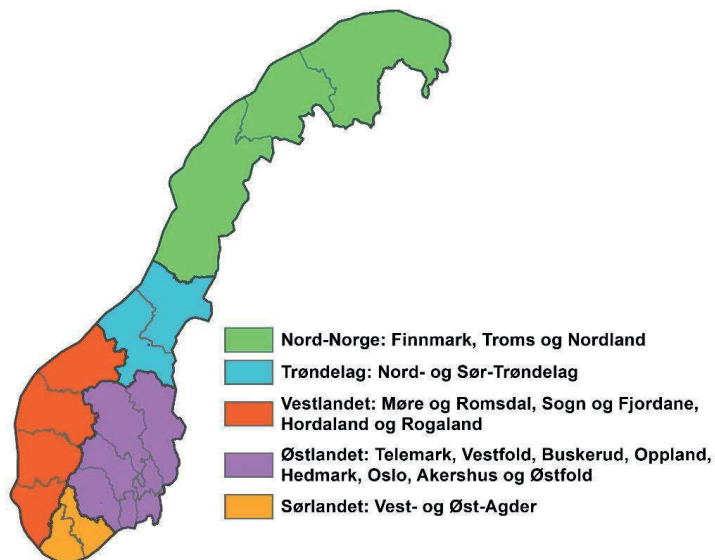 Nord-Norge: Finnmark, Troms og Nordland
Trøndelag: Nord- og Sør-Trøndelag
Vestlandet: Møre og Romsdal, Sogn og Fjordane,
Hordaland og Rogaland
Østlandet: Telemark, Vestfold, Buskerud, Oppland,
Hedmark, Oslo, Akershus og Østfold
Sørlandet: Vest- og Øst-Agder